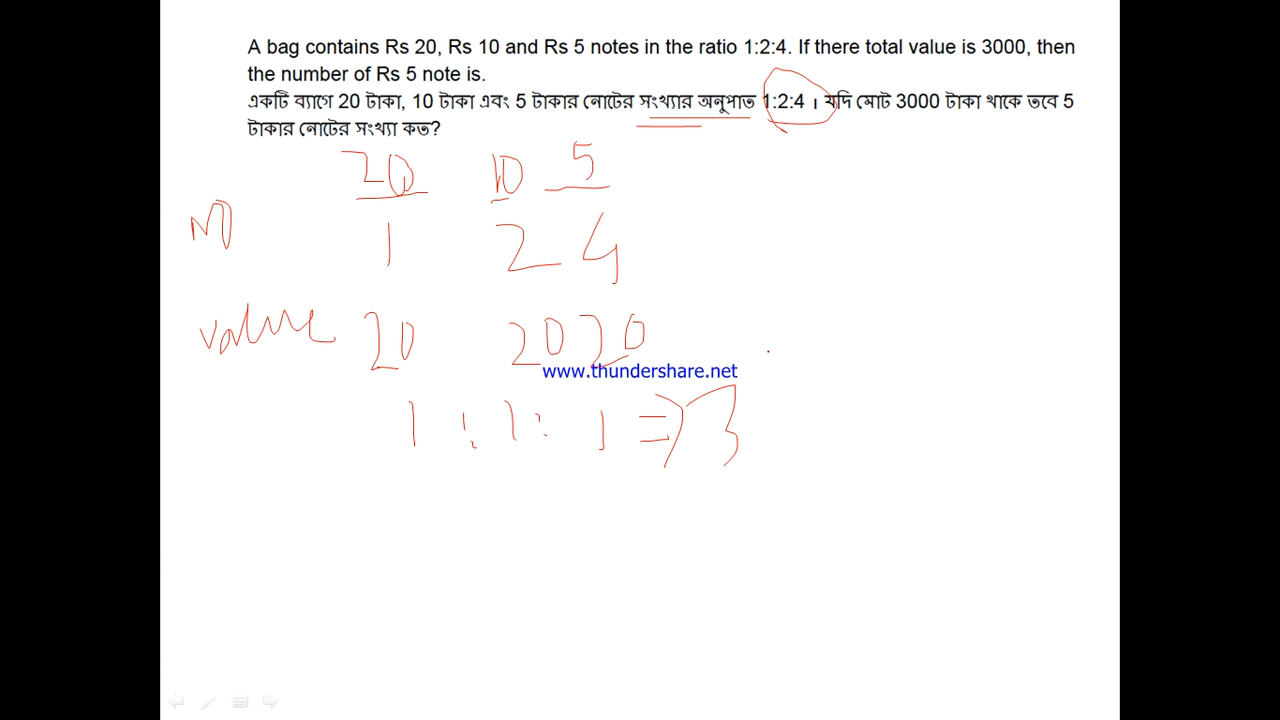 A bag contains Rs 20, Rs 10 and Rs 5 notes in the ratio 1:2:4. If there total value is 3000, then
the number of Rs 5 note is.
একটি ব্যাগে 20 টাকা, 10 টাকা এবং 5 টাকার নোটের সংখ্যার অনুপাত 1:2:4 । যদি মোট 3000 টাকা থাকে তবে 5
টাকার নোটের সংখ্যা কত?
20 10 5
NO 1 2 4
value 20 20 20
www.thundershare.net
1 : 1 : 1 => 3